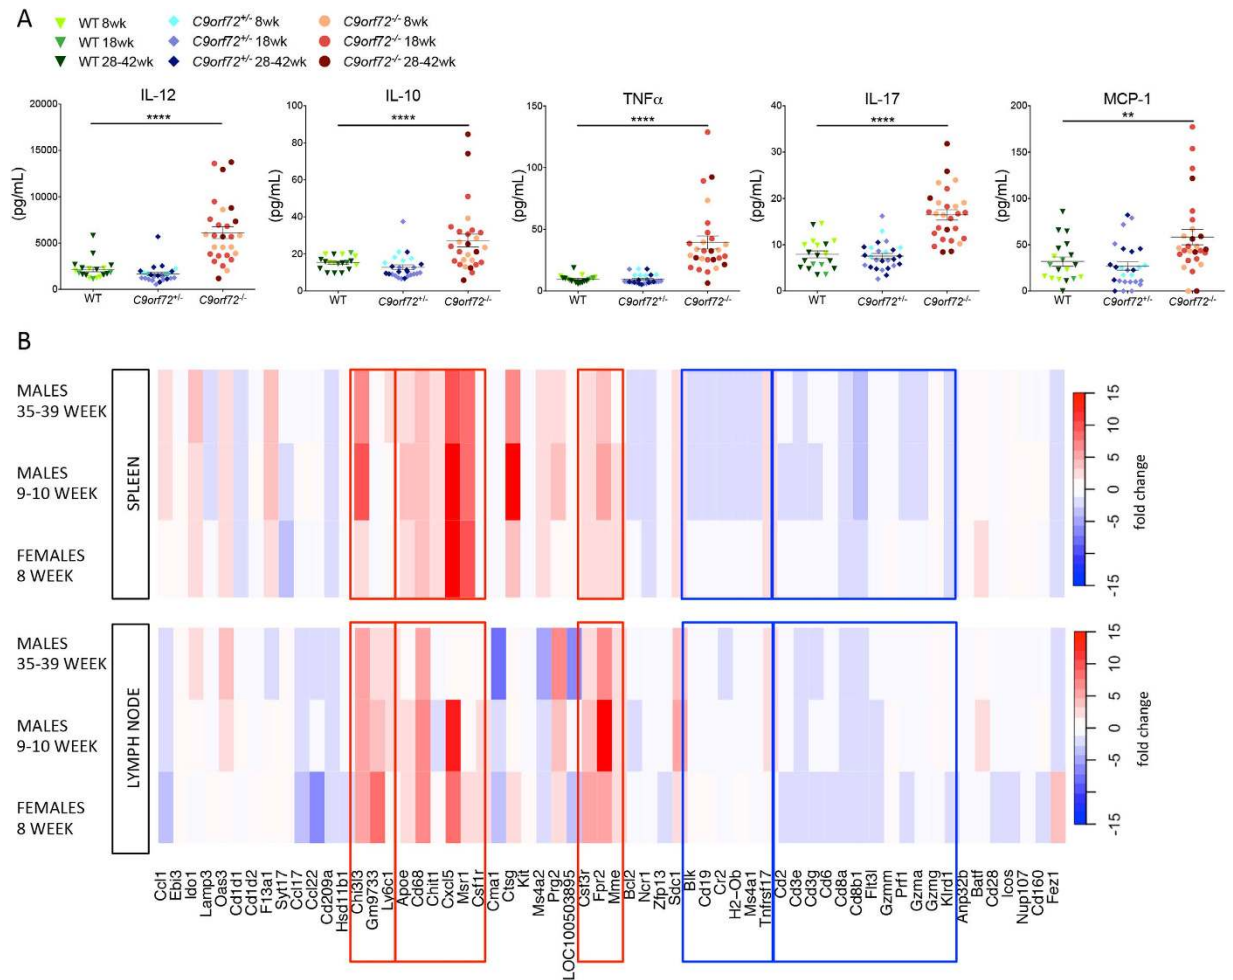 A
WT 8wk
C9orf72+/- 8wk
C9orf72-/- 8wk
WT 18wk
C9orf72+/- 18wk
C9orf72-/- 18wk
WT 28-42wk
C9orf72+/- 28-42wk
C9orf72-/- 28-42wk
IL-12
20000
15000
10000
5000
0
(pg/mL)
****
WT
C9orf72+/-
C9orf72-/-
IL-10
100
80
60
40
20
0
(pg/mL)
****
WT
C9orf72+/-
C9orf72-/-
TNFα
150
100
50
0
(pg/mL)
****
WT
C9orf72+/-
C9orf72-/-
IL-17
40
30
20
10
0
(pg/mL)
****
WT
C9orf72+/-
C9orf72-/-
MCP-1
200
150
100
50
0
(pg/mL)
**
WT
C9orf72+/-
C9orf72-/-
B
MALES
35-39 WEEK
MALES
9-10 WEEK
FEMALES
8 WEEK
SPLEEN
15
10
5
0
-5
-10
-15
fold change
MALES
35-39 WEEK
MALES
9-10 WEEK
FEMALES
8 WEEK
LYMPH NODE
15
10
5
0
-5
-10
-15
fold change
Ccl1
Ebi3
Ido1
Lamp3
Oas3
Cd1d1
Cd1d2
F13a1
Syt17
Ccl17
Ccl22
Cd209a
Hsd11b1
Chi3l3
Gm9733
Ly6c1
Apoe
Cd68
Chit1
Cxcl5
Msr1
Csf1r
Cma1
Ctsg
Kit
Ms4a2
Prg2
LOC100503895
Csf3r
Fpr2
Mme
Bcl2
Ncr1
Zfp13
Sdc1
Blk
Cd19
Cr2
H2-Ob
Ms4a1
Tnfrsf17
Cd2
Cd3e
Cd3g
Cd6
Cd8a
Cd8b1
Flt3l
Gzmm
Prf1
Gzma
Gzmg
Klrd1
Anp32b
Batf
Cd28
Icos
Nup107
Cd160
Fez1